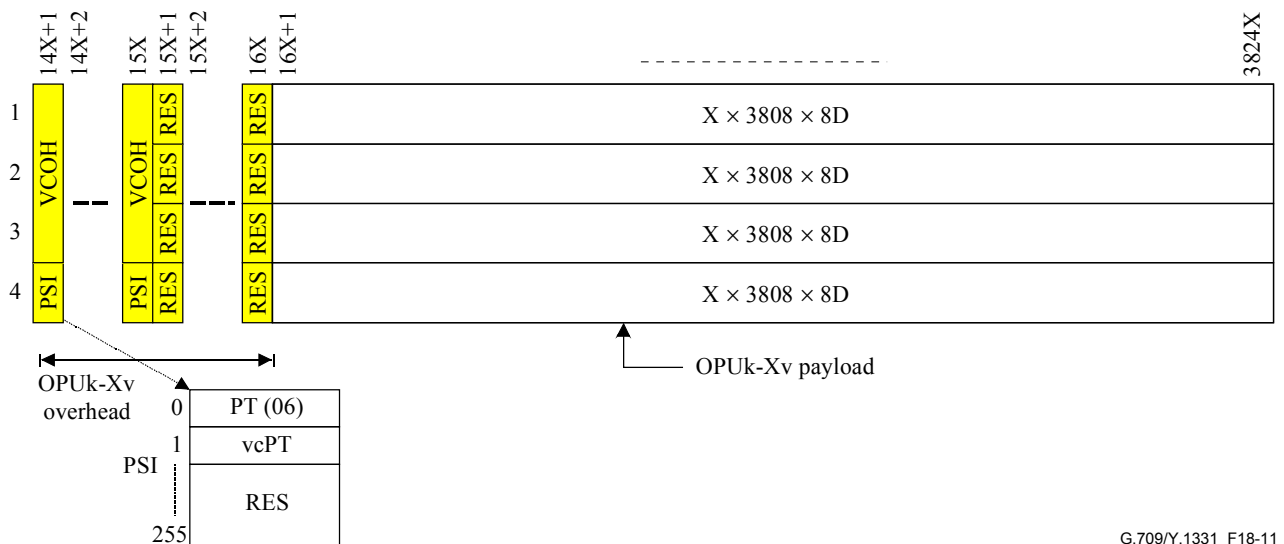 14X+1
14X+2
15X
15X+1
15X+2
16X
16X+1
3824X
1
VCOH
VCOH
RES
RES
X × 3808 × 8D
2
RES
RES
X × 3808 × 8D
3
RES
RES
X × 3808 × 8D
4
PSI
PSI
RES
RES
X × 3808 × 8D
OPUk-Xv payload
OPUk-Xv
overhead
0
PT (06)
1
vcPT
PSI
RES
255
G.709/Y.1331_F18-11